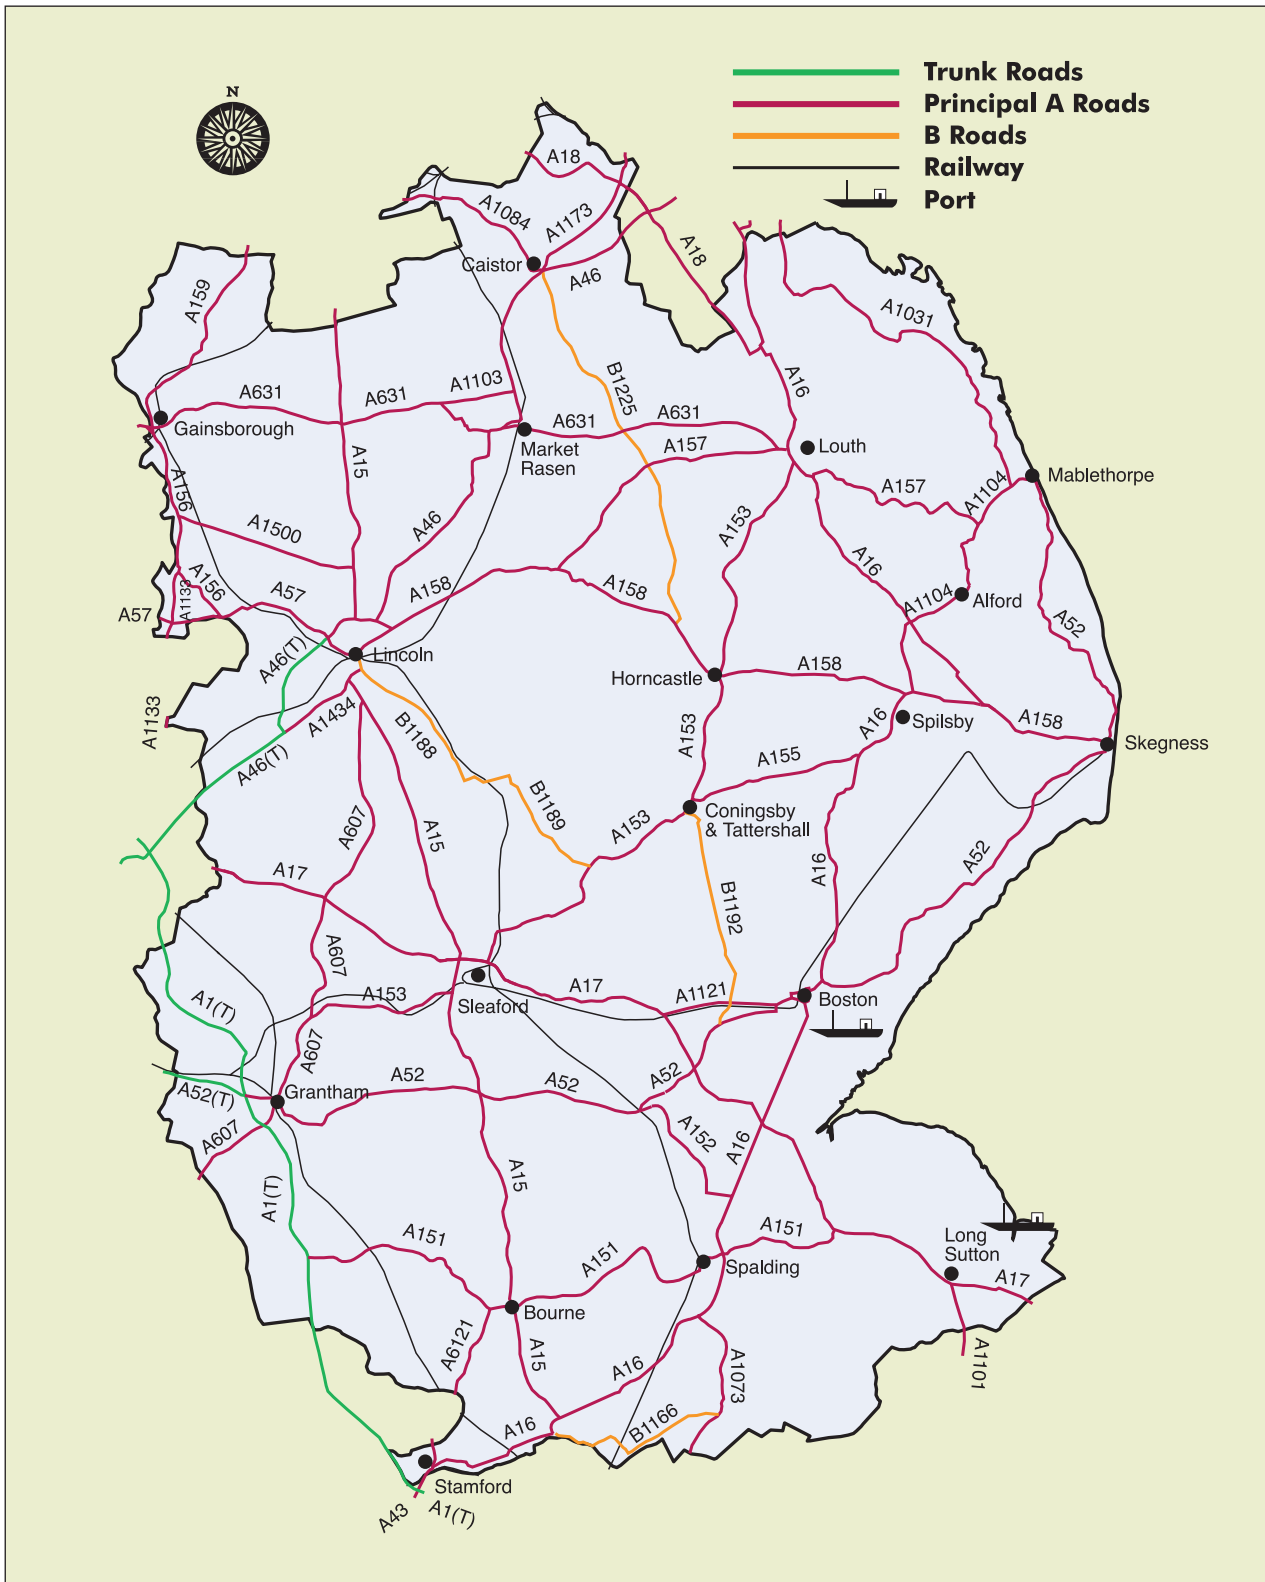 N
Trunk Roads
Principal A Roads
B Roads
Railway
Port
A18
A1084
A1173
A18
Caistor
A46
A159
A1031
B1225
A16
A631
A631
A1103
A631
A631
Gainsborough
Market
Rasen
A157
Louth
A15
Mablethorpe
A156
A157
A1104
A1500
A46
A153
A16
A156
A1133
A57
A158
A158
A1104
Alford
A57
A52
A46(T)
Lincoln
Horncastle
A158
A1133
A1434
B1188
A153
A16
Spilsby
A158
Skegness
A46(T)
A155
A607
A15
B1189
A153
Coningsby
& Tattershall
A16
A52
A17
B1192
A607
A153
Sleaford
A17
A1121
Boston
A1(T)
A607
A52(T)
Grantham
A52
A52
A52
A607
A152
A16
A1(T)
A15
A151
A151
A151
Long
Sutton
Spalding
A17
Bourne
A6121
A15
A16
A1073
A1101
A16
B1166
Stamford
A43
A1(T)